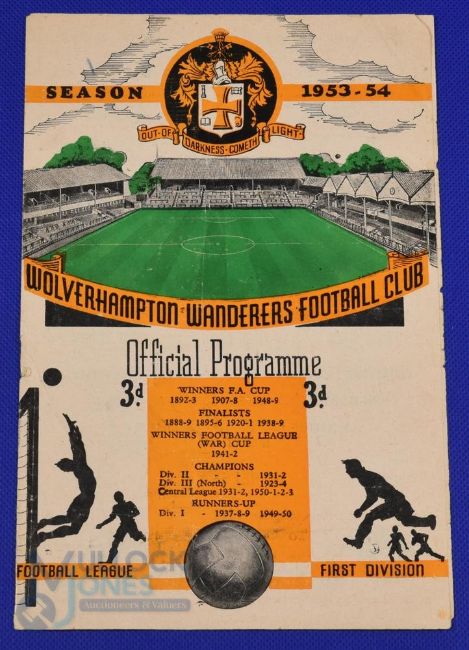 SEASON 1953-54
OUT·OF DARKNESS·COMETH LIGHT
WOLVERHAMPTON WANDERERS FOOTBALL CLUB
Official Programme
3d 3d
WINNERS F.A. CUP
1892-3 1907-8 1948-9
FINALISTS
1888-9 1895-6 1920-1 1938-9
WINNERS FOOTBALL LEAGUE
(WAR) CUP
1941-2
CHAMPIONS
Div. II - - 1931-2
Div. III (North) - 1923-4
Central League 1931-2, 1950-1-2-3
RUNNERS-UP
Div. I - 1937-8-9 1949-50
FOOTBALL LEAGUE FIRST DIVISION
MULLOCK
JONES
Auctioneers & Valuers